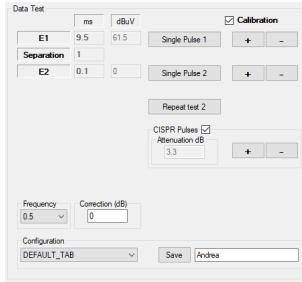 Data Test
ms dBuV Calibration
E1 9.5 61.5 Single Pulse 1 + -
Separation 1
E2 0.1 0 Single Pulse 2 + -
Repeat test 2
CISPR Pulses
Attenuation dB
3.3 + -
Frequency Correction (dB)
0.5 0
Configuration
DEFAULT_TAB Save Andrea